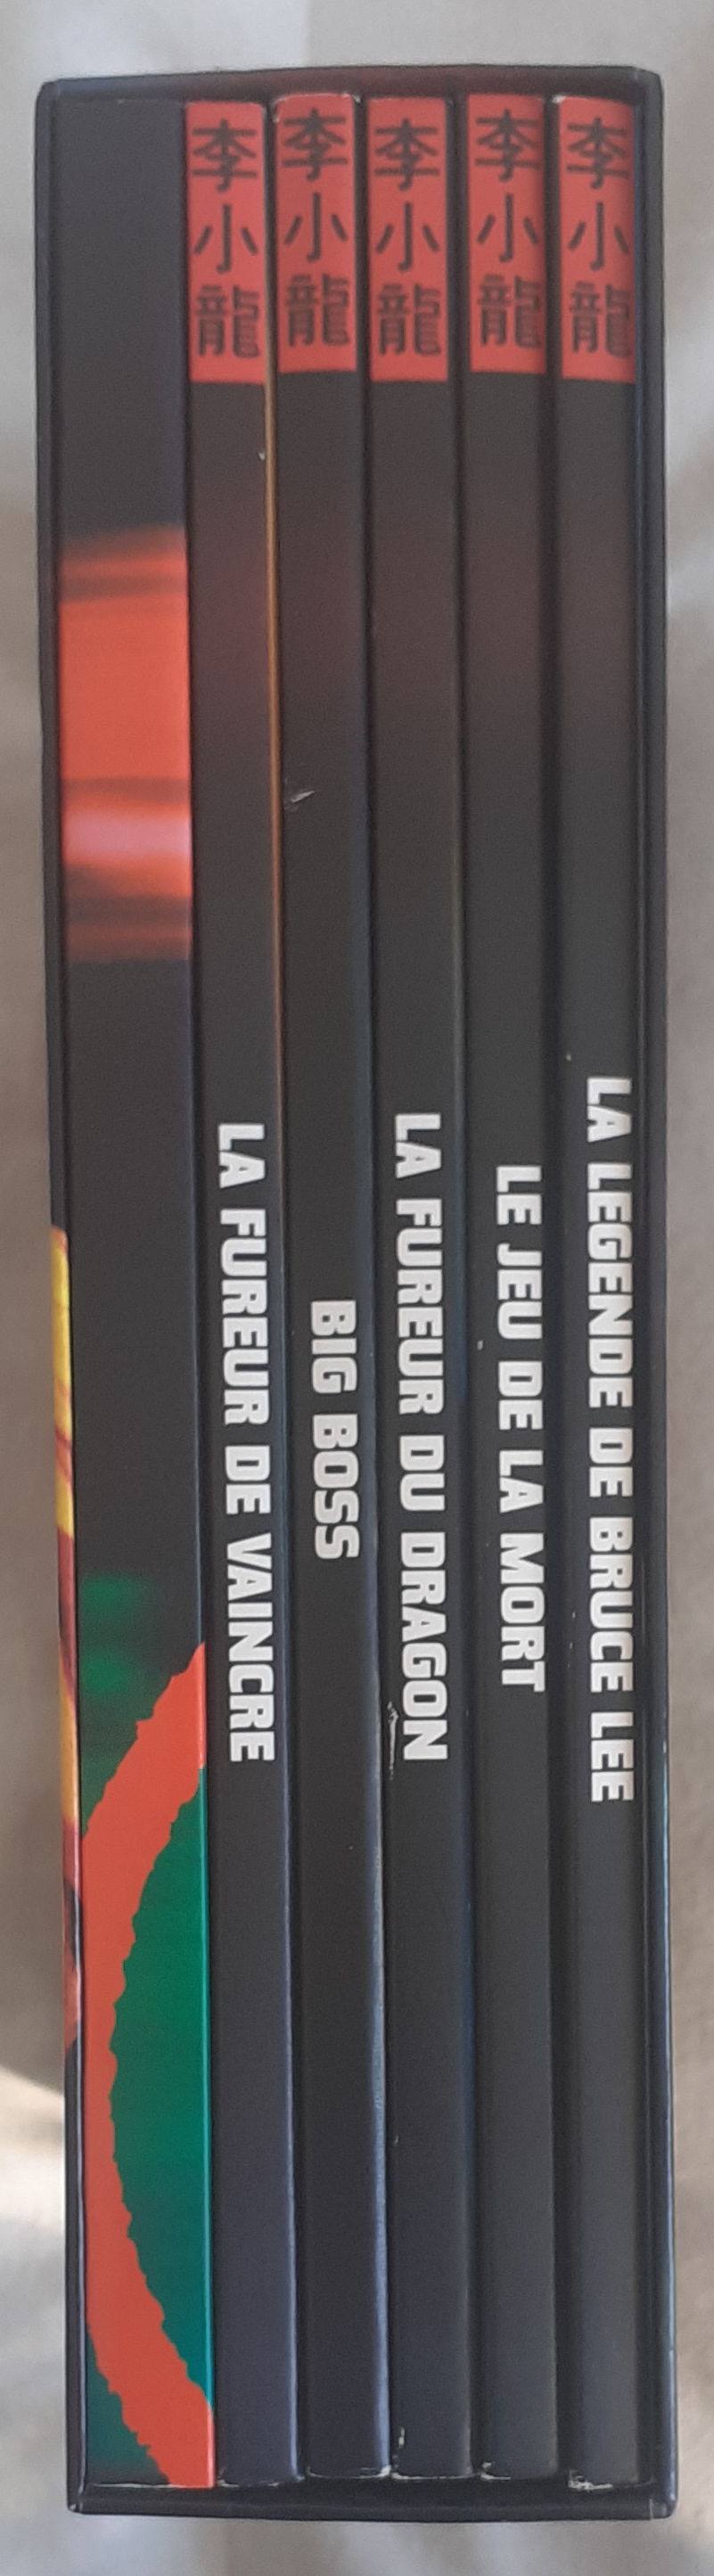 李小龍
LA FUREUR DE VAINCRE
李小龍
BIG BOSS
李小龍
LA FUREUR DU DRAGON
李小龍
LE JEU DE LA MORT
李小龍
LA LEGENDE DE BRUCE LEE